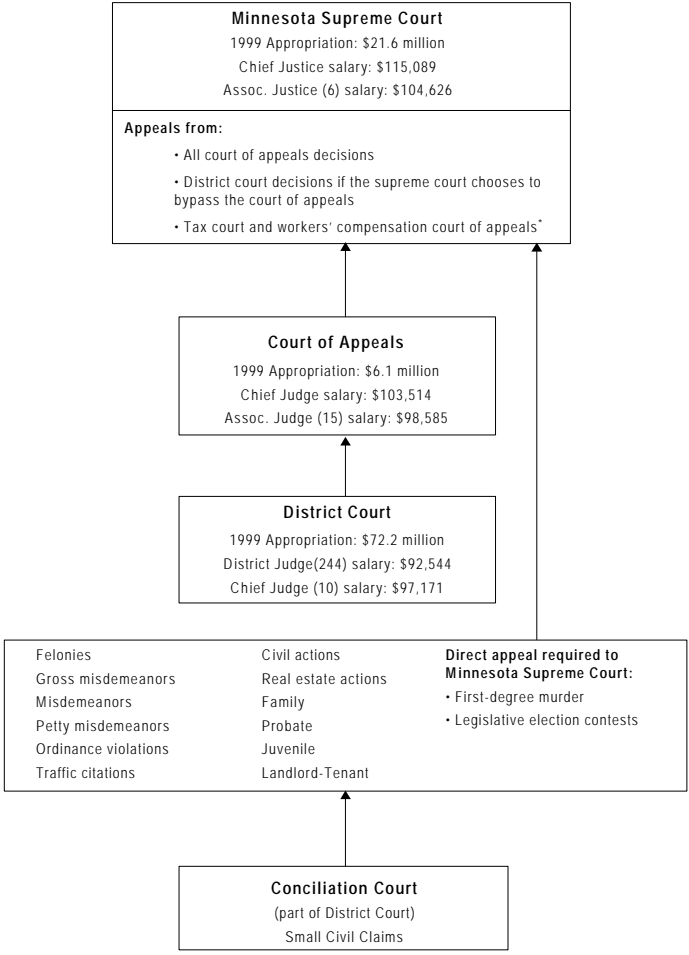 Minnesota Supreme Court
1999 Appropriation: $21.6 million
Chief Justice salary: $115,089
Assoc. Justice (6) salary: $104,626
Appeals from:
• All court of appeals decisions
• District court decisions if the supreme court chooses to
bypass the court of appeals
• Tax court and workers' compensation court of appeals*
Court of Appeals
1999 Appropriation: $6.1 million
Chief Judge salary: $103,514
Assoc. Judge (15) salary: $98,585
District Court
1999 Appropriation: $72.2 million
District Judge(244) salary: $92,544
Chief Judge (10) salary: $97,171
Felonies
Gross misdemeanors
Misdemeanors
Petty misdemeanors
Ordinance violations
Traffic citations
Civil actions
Real estate actions
Family
Probate
Juvenile
Landlord-Tenant
Direct appeal required to
Minnesota Supreme Court:
• First-degree murder
• Legislative election contests
Conciliation Court
(part of District Court)
Small Civil Claims